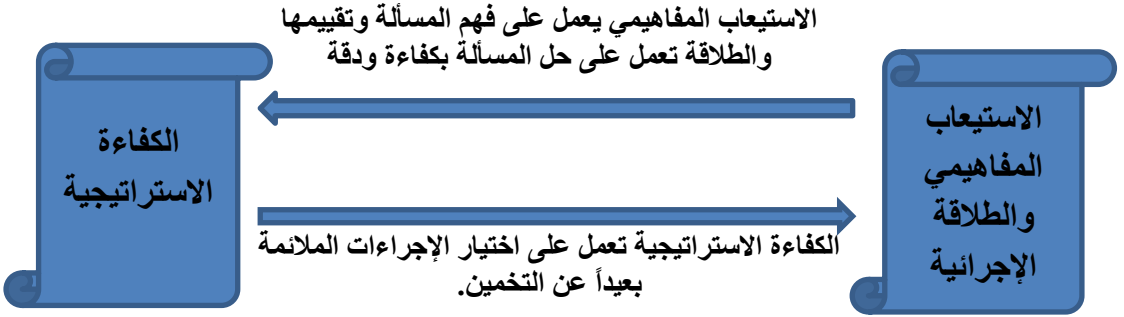 الاستيعاب المفاهيمي يعمل على فهم المسألة وتقييمها
والطلاقة تعمل على حل المسألة بكفاءة ودقة
الاستيعاب
المفاهيمي
والطلاقة
الإجرائية
الكفاءة
الاستراتيجية
الكفاءة الاستراتيجية تعمل على اختيار الإجراءات الملائمة
بعيداً عن التخمين.